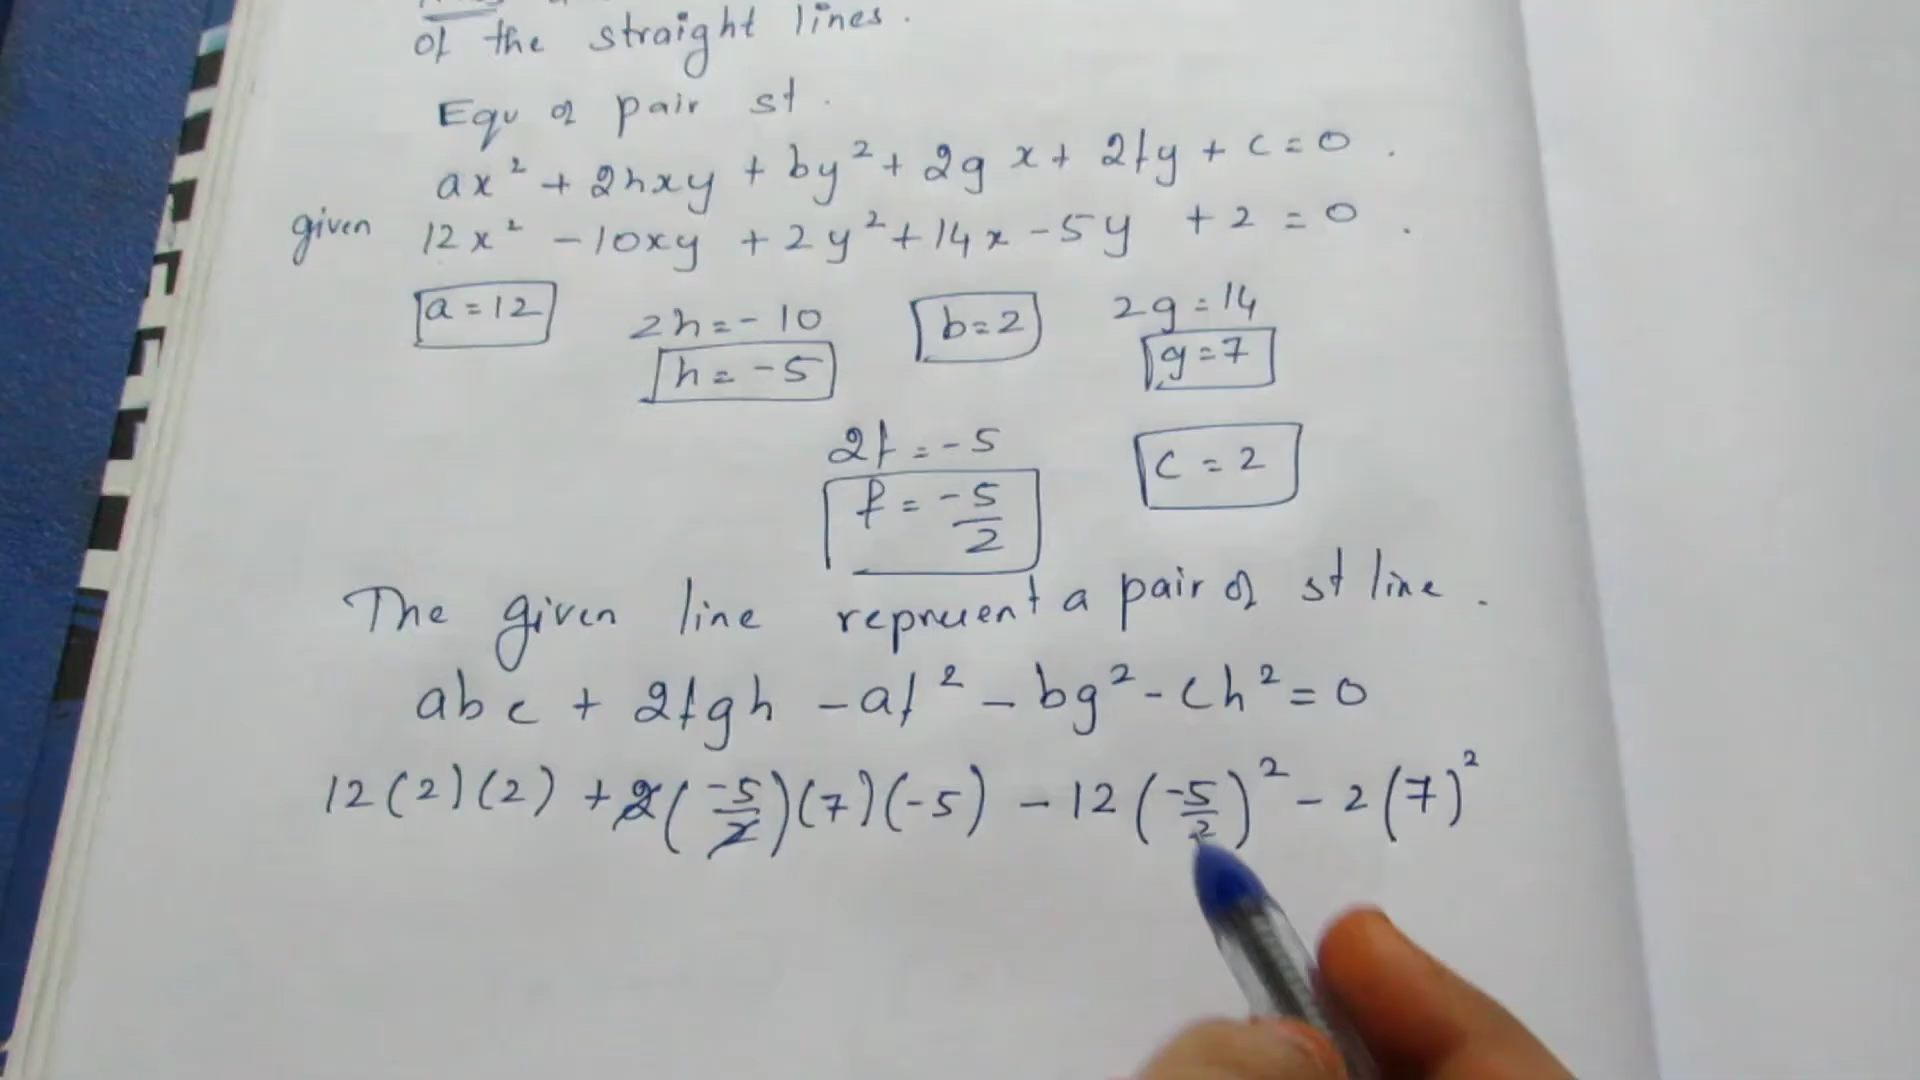 of the straight lines.
Equ of pair st.
ax² + 2hxy + by² + 2gx + 2fy + c = 0.
given 12x² - 10xy + 2y² + 14x - 5y + 2 = 0.
a = 12 2h = -10 b = 2 2g = 14
h = -5 g = 7
2f = -5 c = 2
f = -5/2
The given line represent a pair of st line.
abc + 2fgh - af² - bg² - ch² = 0
12(2)(2) + 2(-5/2)(7)(-5) - 12(-5/2)² - 2(7)²